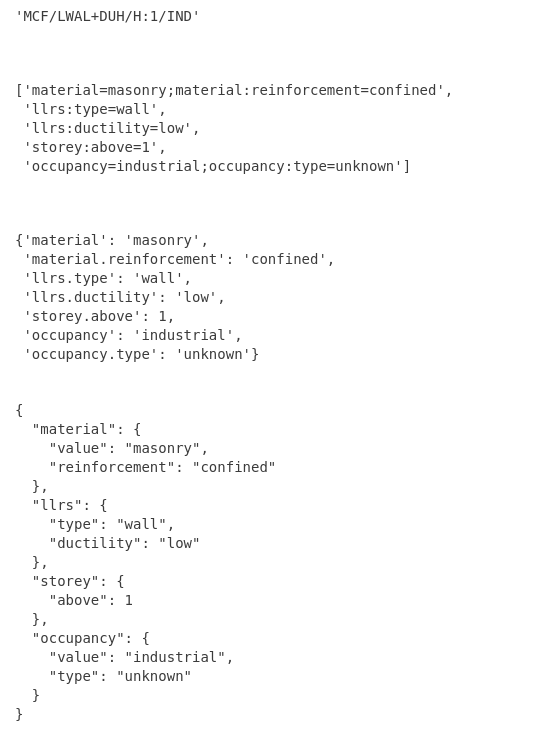 'MCF/LWAL+DUH/H:1/IND'
['material=masonry;material:reinforcement=confined',
 'llrs:type=wall',
 'llrs:ductility=low',
 'storey:above=1',
 'occupancy=industrial;occupancy:type=unknown']
{'material': 'masonry',
 'material.reinforcement': 'confined',
 'llrs.type': 'wall',
 'llrs.ductility': 'low',
 'storey.above': 1,
 'occupancy': 'industrial',
 'occupancy.type': 'unknown'}
{
  "material": {
    "value": "masonry",
    "reinforcement": "confined"
  },
  "llrs": {
    "type": "wall",
    "ductility": "low"
  },
  "storey": {
    "above": 1
  },
  "occupancy": {
    "value": "industrial",
    "type": "unknown"
  }
}